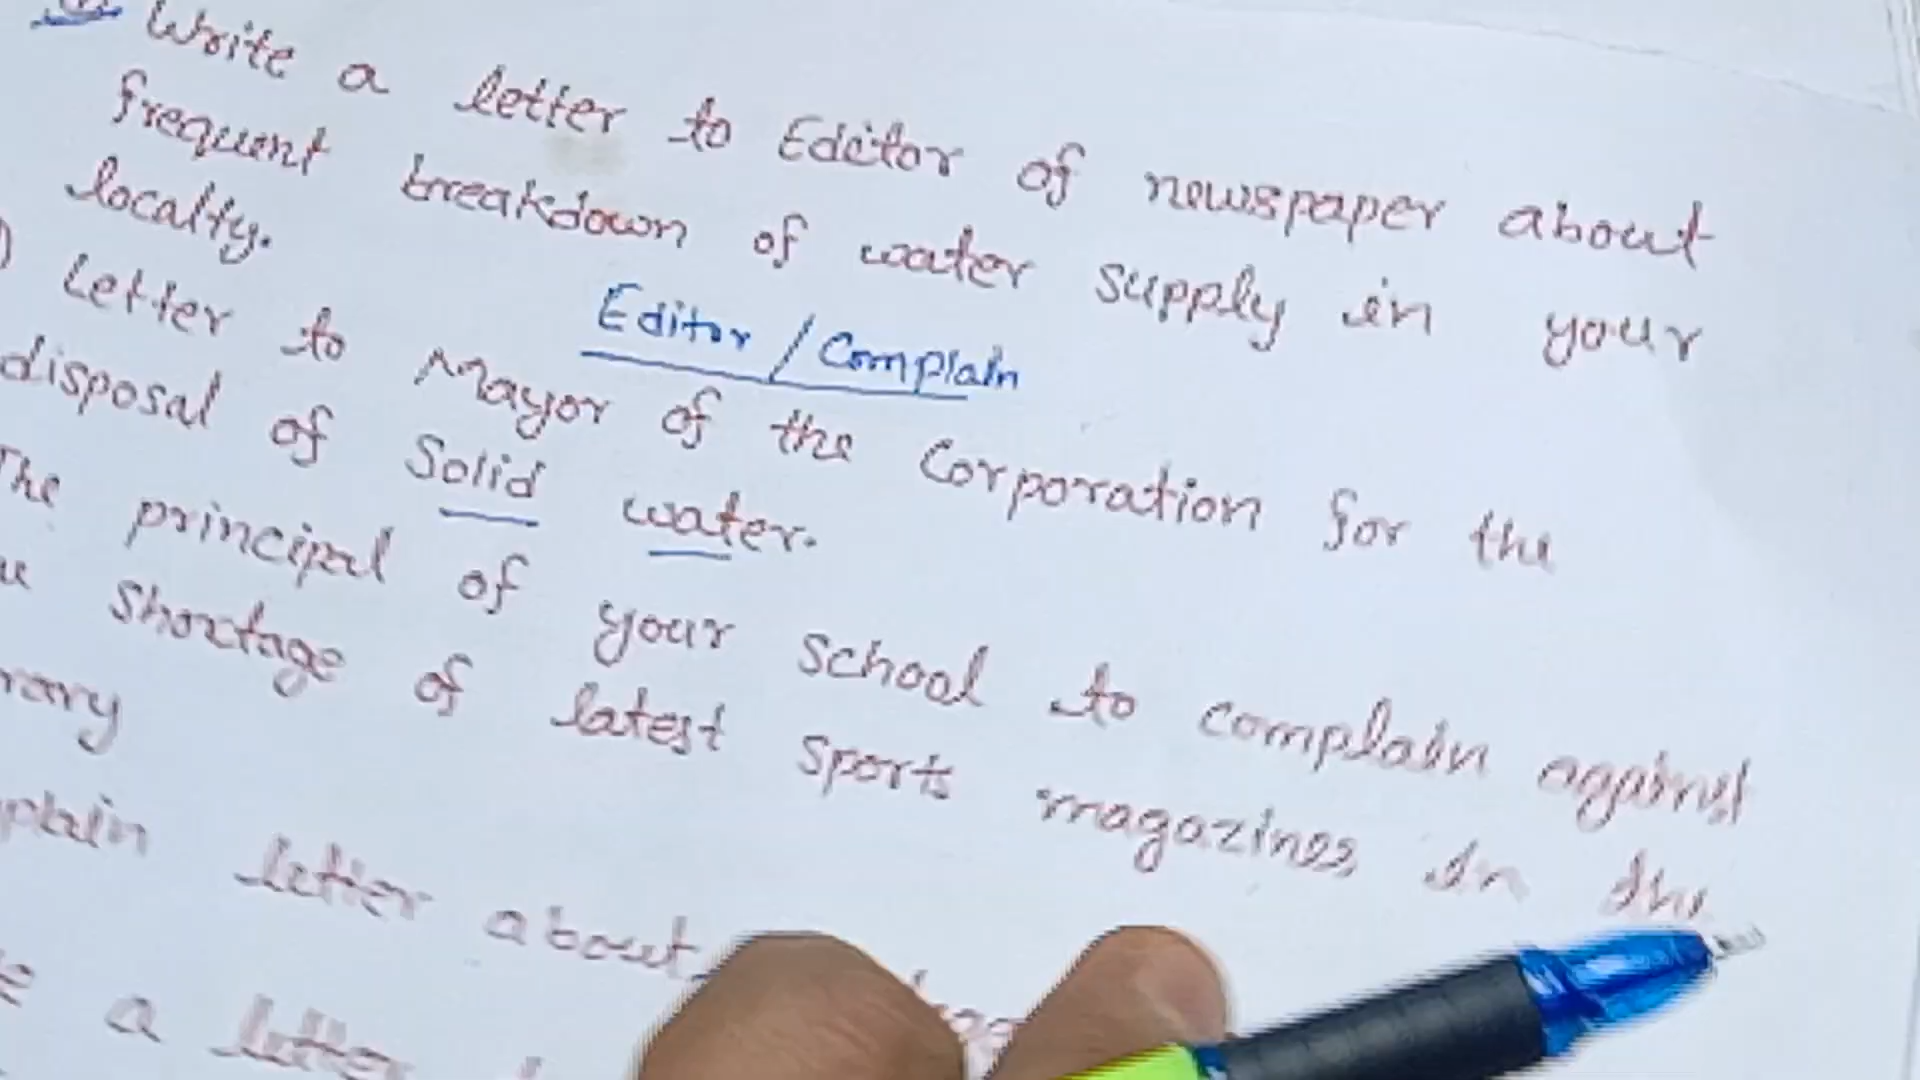 Write a letter to Editor of newspaper about
frequent breakdown of water supply in your
localty.
Editor / Complain
Letter to Mayor of the Corporation for the
disposal of Solid water.
The principal of your school to complain against
shortage of latest sports magazines in the
rary
plain letter about
a letter